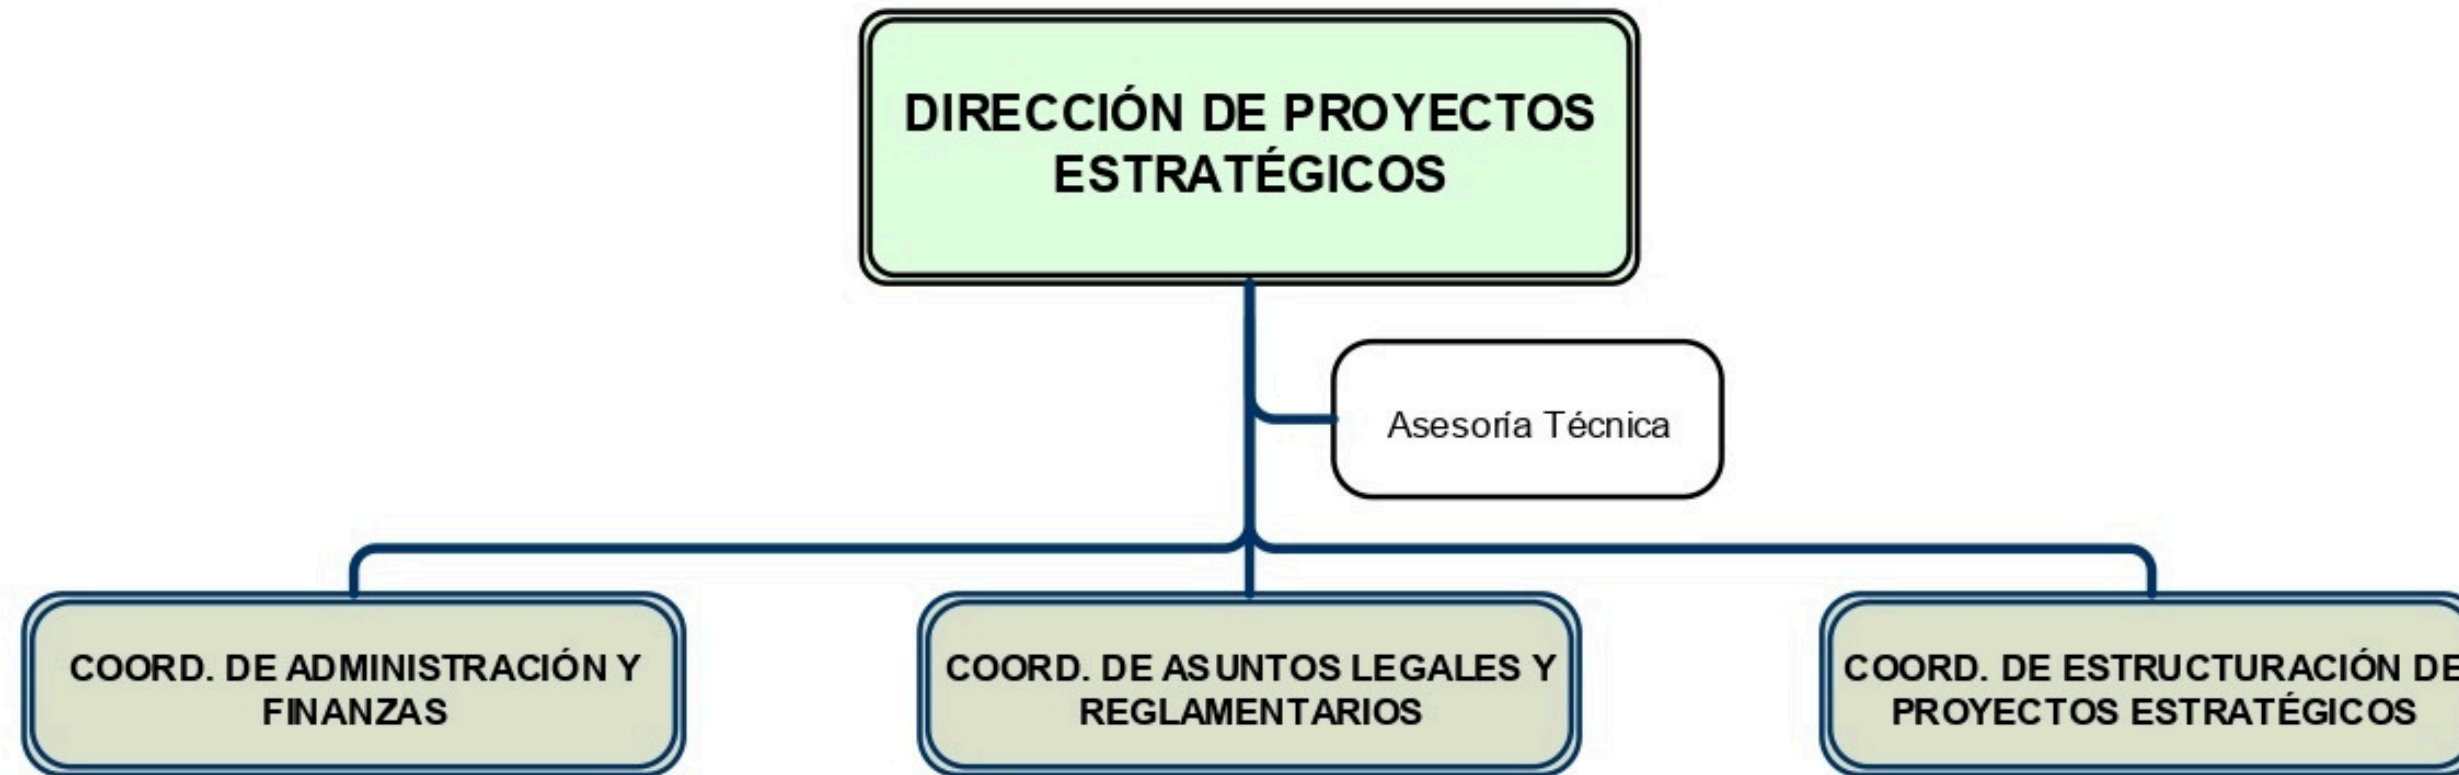 DIRECCIÓN DE PROYECTOS
ESTRATÉGICOS
Asesoría Técnica
COORD. DE ADMINISTRACIÓN Y
FINANZAS
COORD. DE ASUNTOS LEGALES Y
REGLAMENTARIOS
COORD. DE ESTRUCTURACIÓN DE
PROYECTOS ESTRATÉGICOS